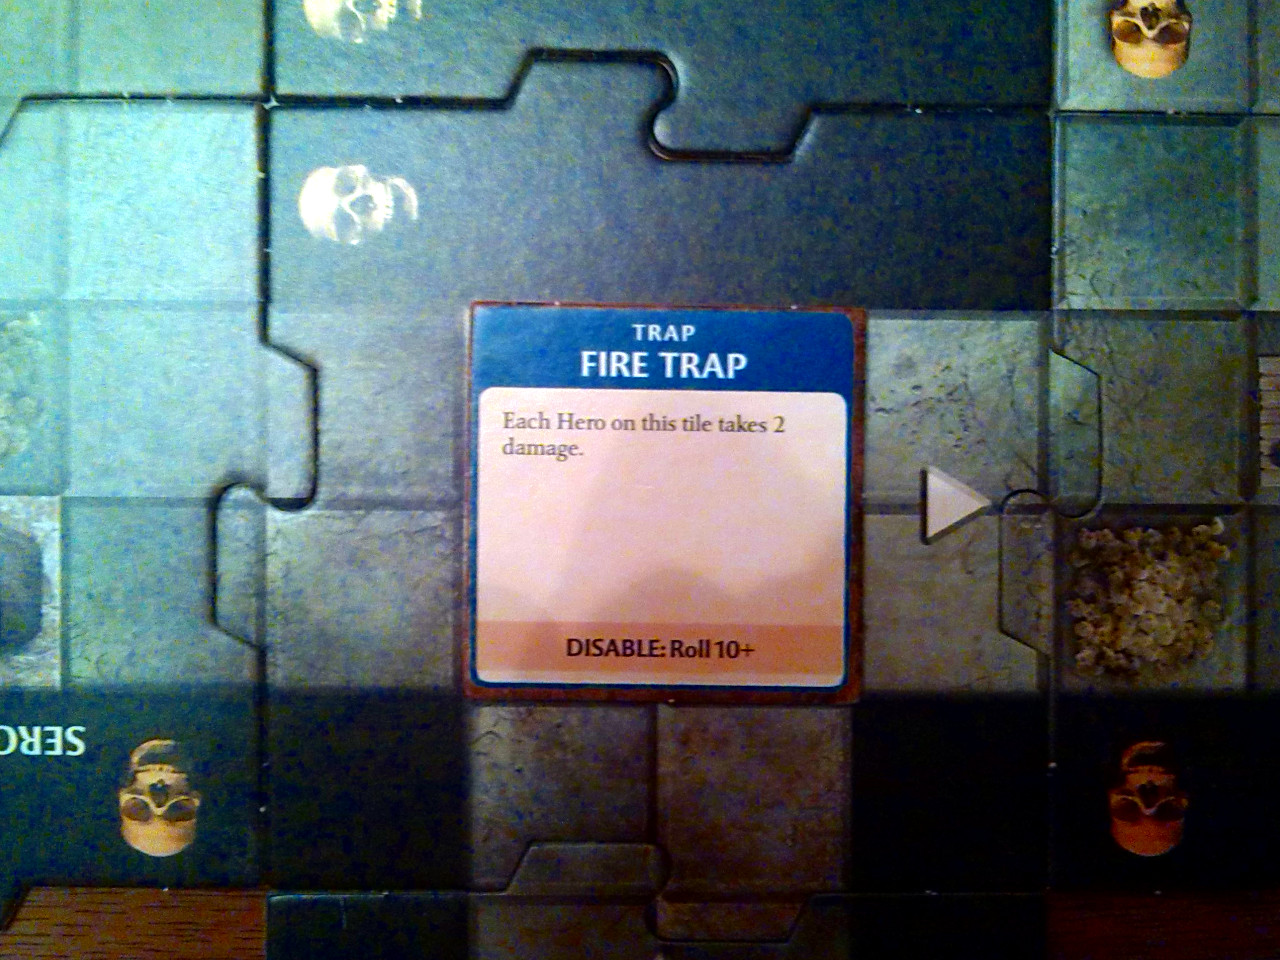 TRAP
FIRE TRAP
Each Hero on this tile takes 2
damage.
DISABLE: Roll 10+